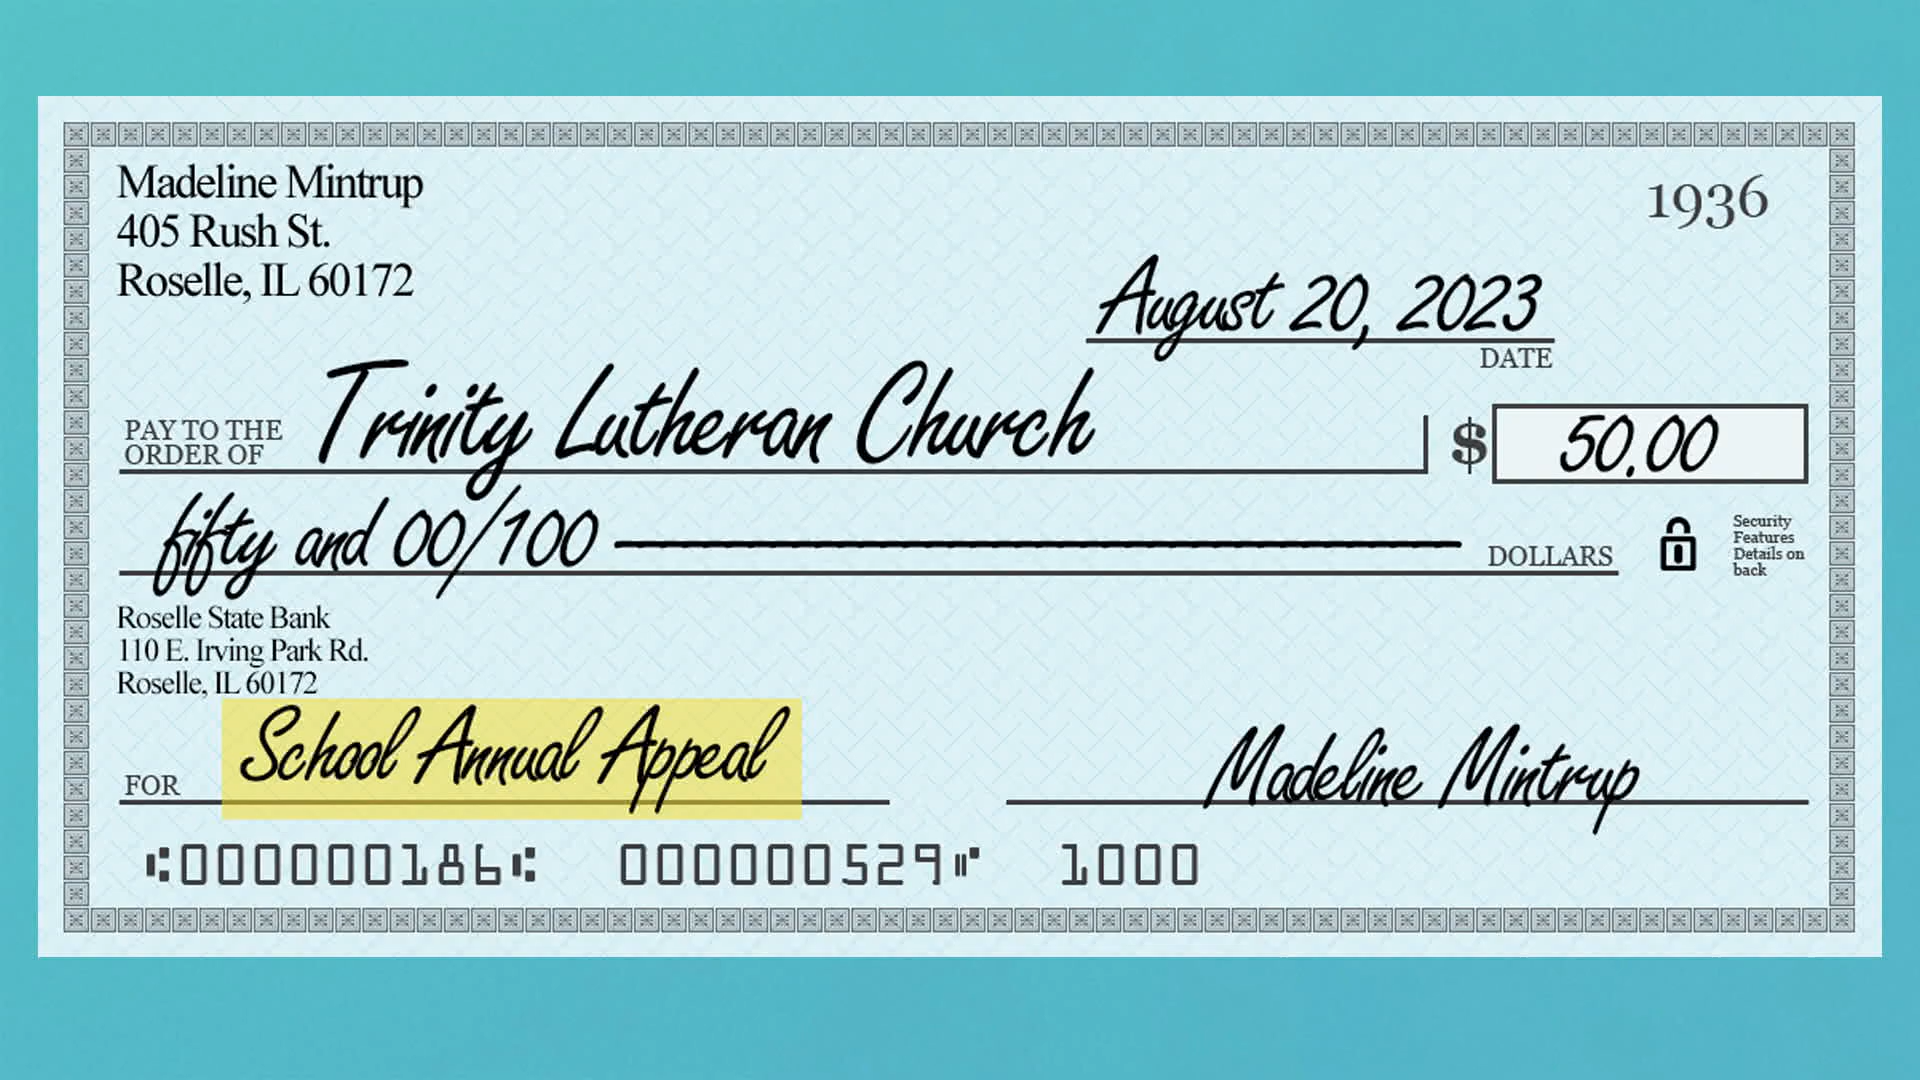 Madeline Mintrup
405 Rush St.
Roselle, IL 60172
1936
August 20, 2023
DATE
PAY TO THE
ORDER OF
Trinity Lutheran Church
$ 50.00
fifty and 00/100
DOLLARS
Security
Features
Details on
back
Roselle State Bank
110 E. Irving Park Rd.
Roselle, IL 60172
FOR School Annual Appeal
Madeline Mintrup
⑆000000186⑆ 000000529⑈ 1000